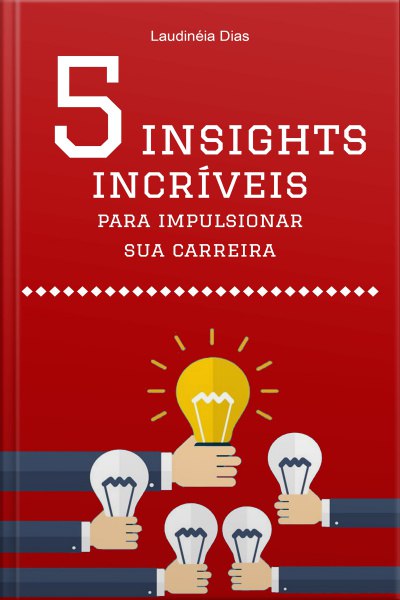 Laudinéia Dias
5 INSIGHTS
INCRÍVEIS
PARA IMPULSIONAR
SUA CARREIRA